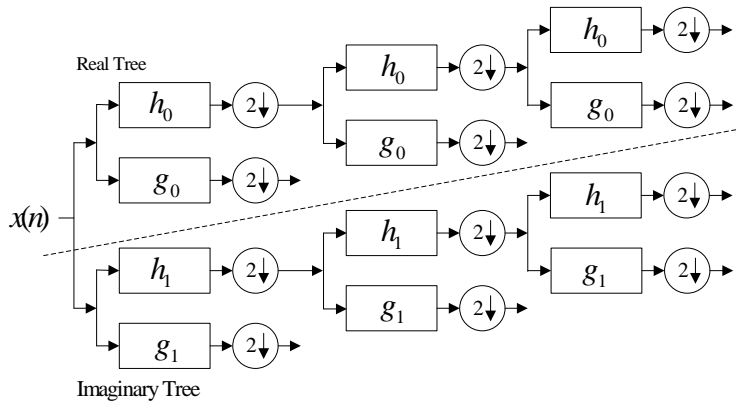 h₀ 2↓
Real Tree
h₀ 2↓
h₀ 2↓
g₀ 2↓
g₀ 2↓
g₀ 2↓
h₁ 2↓
x(n)
h₁ 2↓
h₁ 2↓
g₁ 2↓
g₁ 2↓
g₁ 2↓
Imaginary Tree